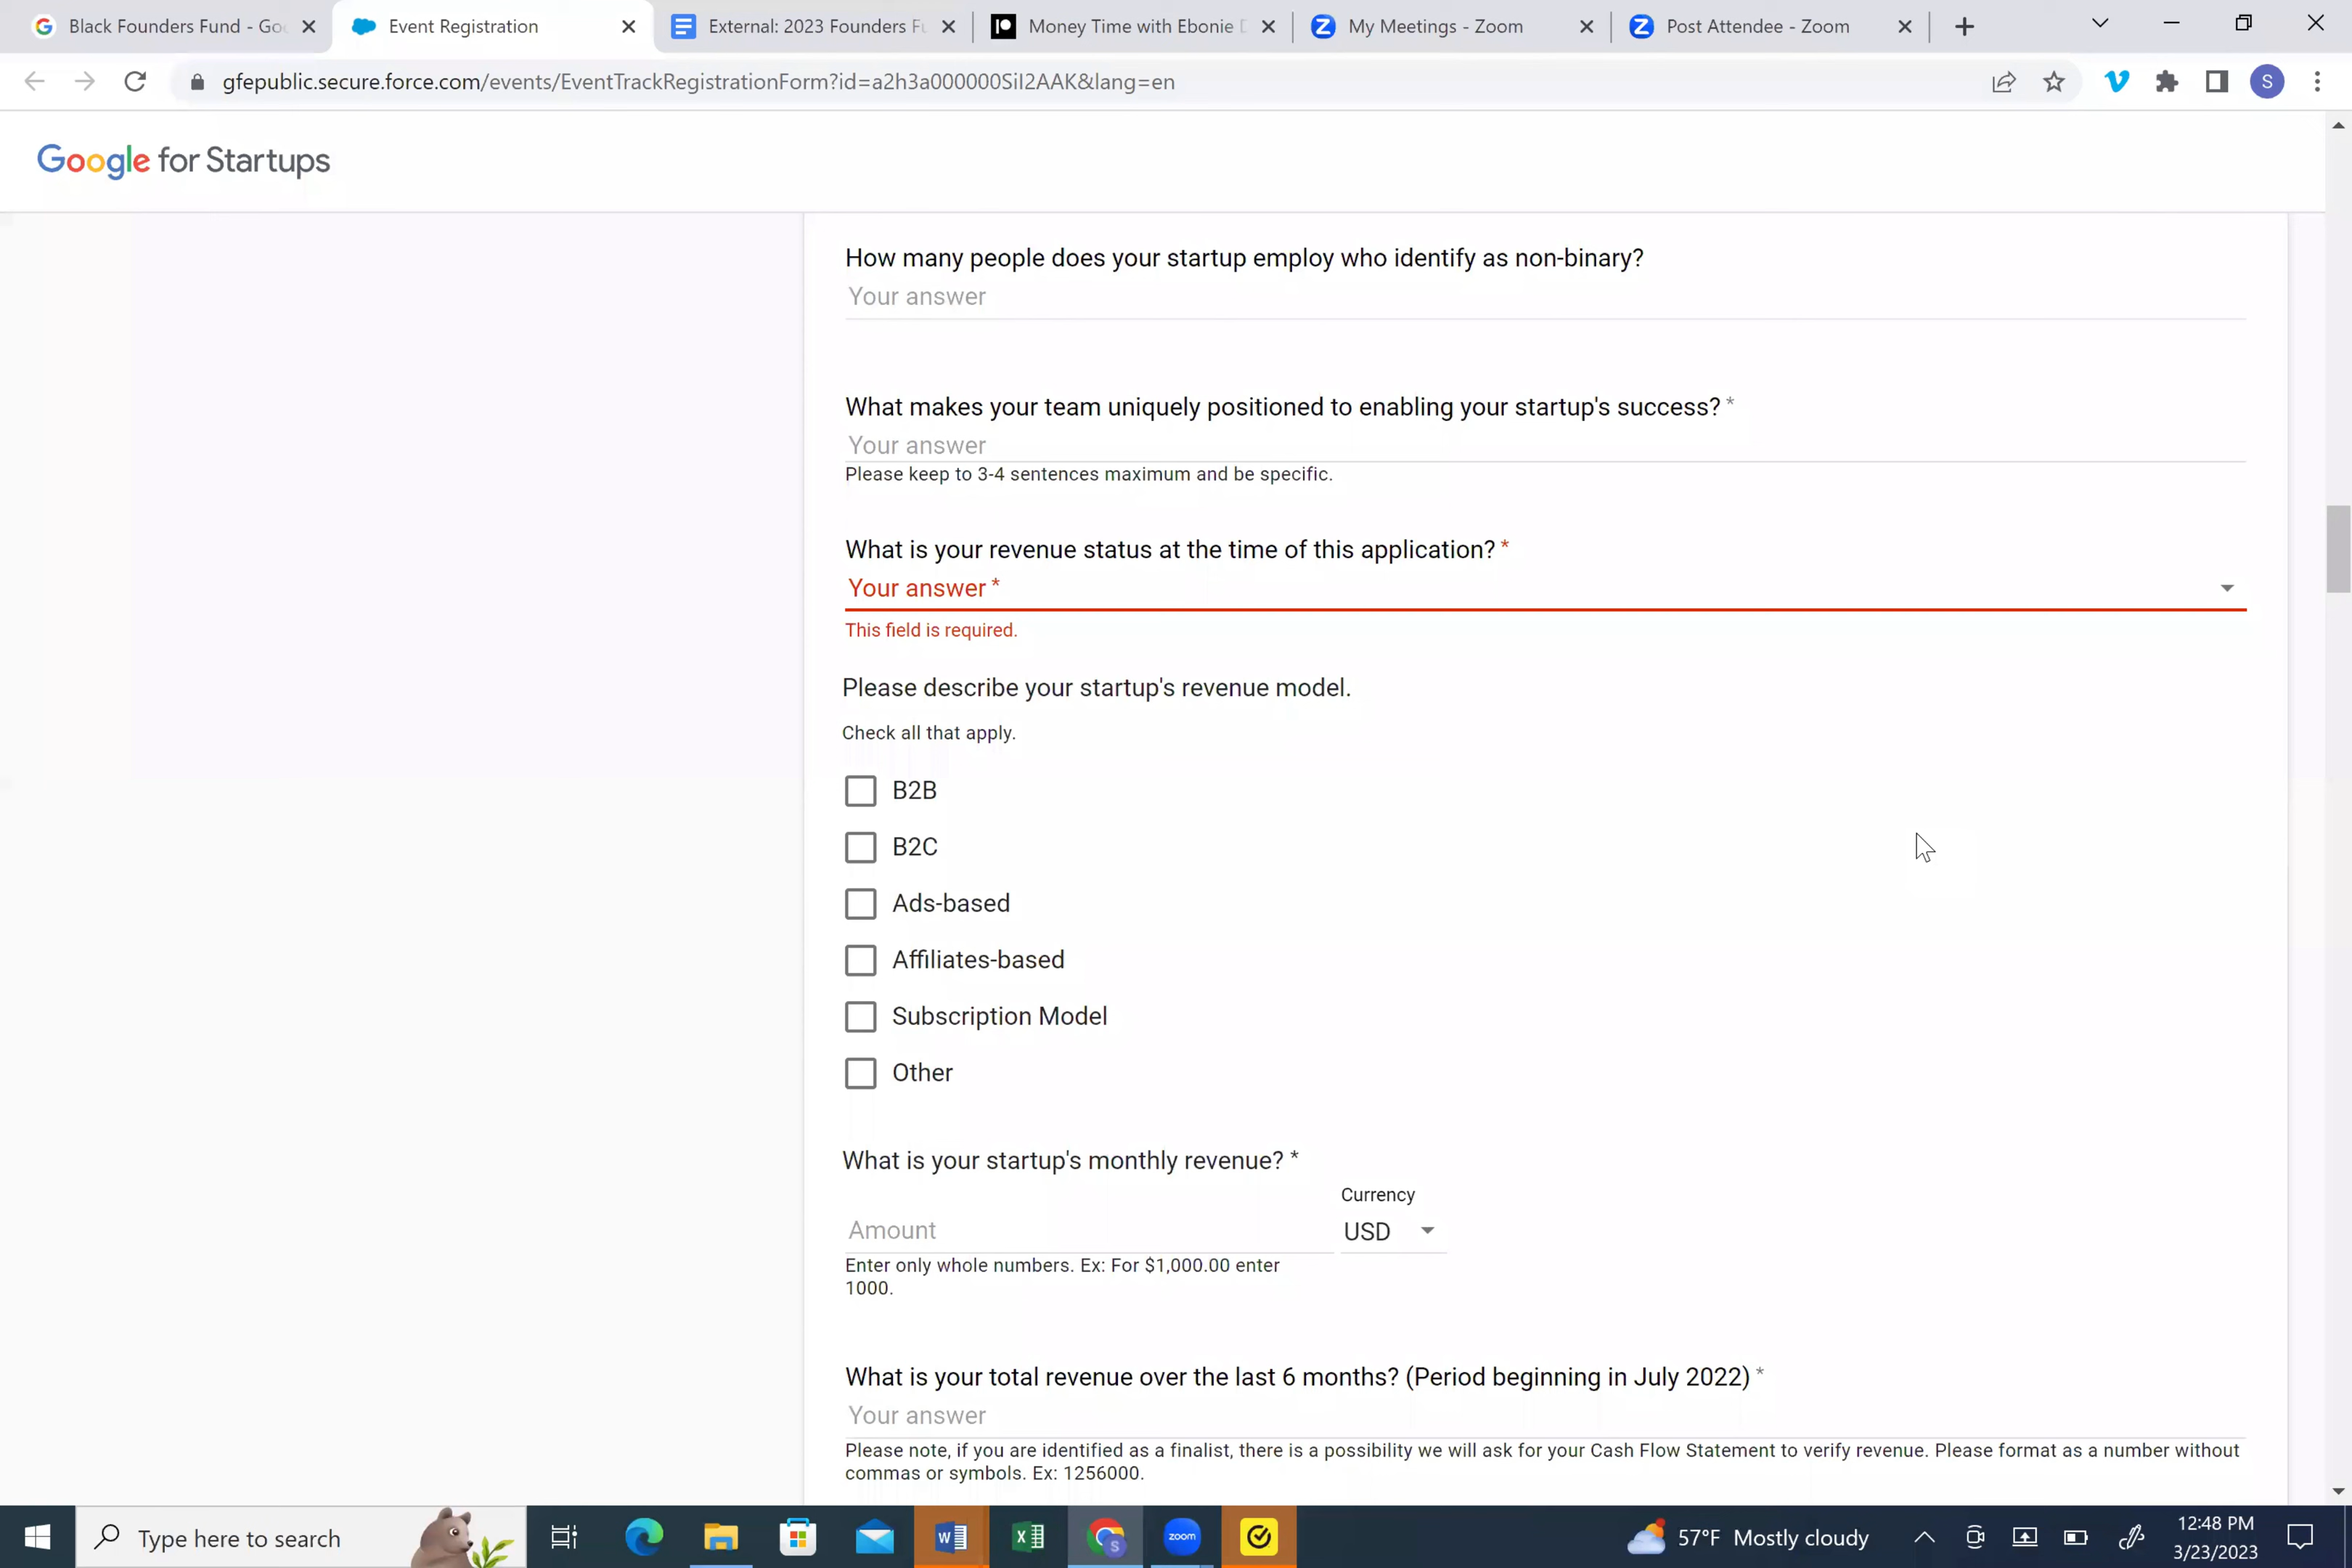 Black Founders Fund - Go
Event Registration
External: 2023 Founders F
Money Time with Ebonie
My Meetings - Zoom
Post Attendee - Zoom
gfepublic.secure.force.com/events/EventTrackRegistrationForm?id=a2h3a000000SiI2AAK&lang=en
S
Google for Startups
How many people does your startup employ who identify as non-binary?
Your answer
What makes your team uniquely positioned to enabling your startup's success? *
Your answer
Please keep to 3-4 sentences maximum and be specific.
What is your revenue status at the time of this application? *
Your answer *
This field is required.
Please describe your startup's revenue model.
Check all that apply.
B2B
B2C
Ads-based
Affiliates-based
Subscription Model
Other
What is your startup's monthly revenue? *
Currency
Amount
USD
Enter only whole numbers. Ex: For $1,000.00 enter
1000.
What is your total revenue over the last 6 months? (Period beginning in July 2022) *
Your answer
Please note, if you are identified as a finalist, there is a possibility we will ask for your Cash Flow Statement to verify revenue. Please format as a number without
commas or symbols. Ex: 1256000.
Type here to search
zoom
57°F Mostly cloudy
12:48 PM
3/23/2023